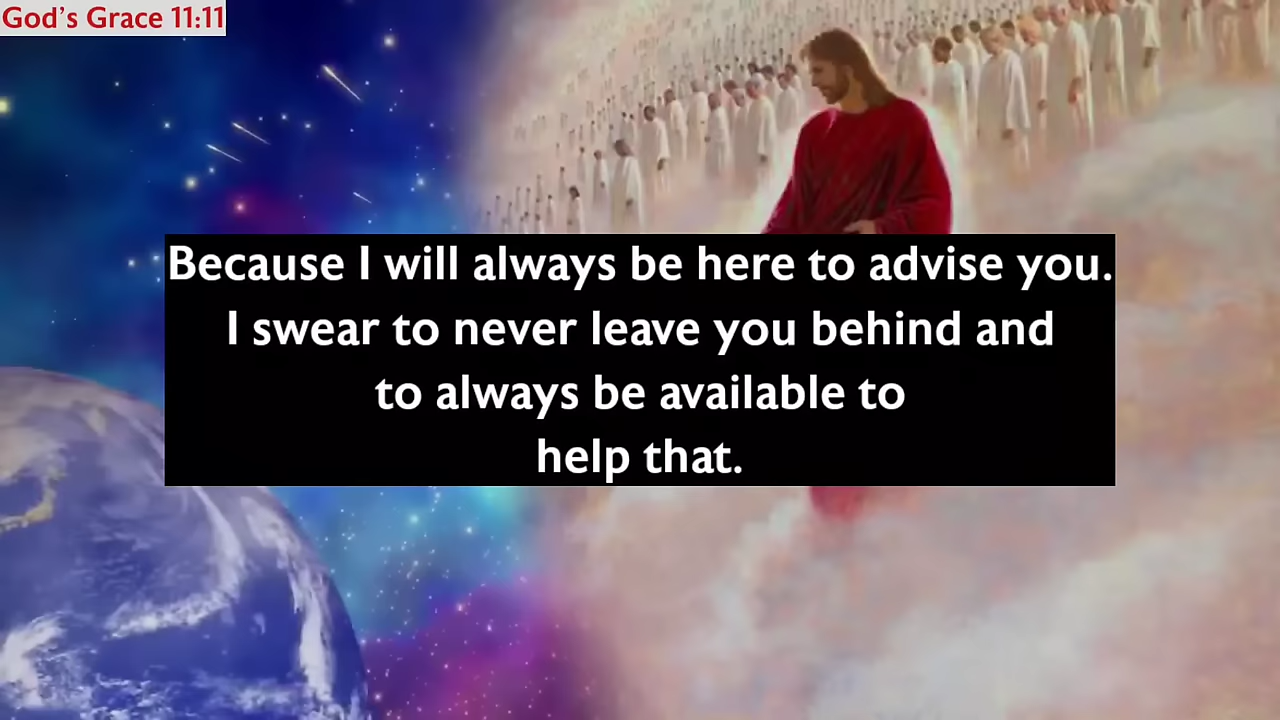 God's Grace 11:11
Because I will always be here to advise you.
I swear to never leave you behind and
to always be available to
help that.